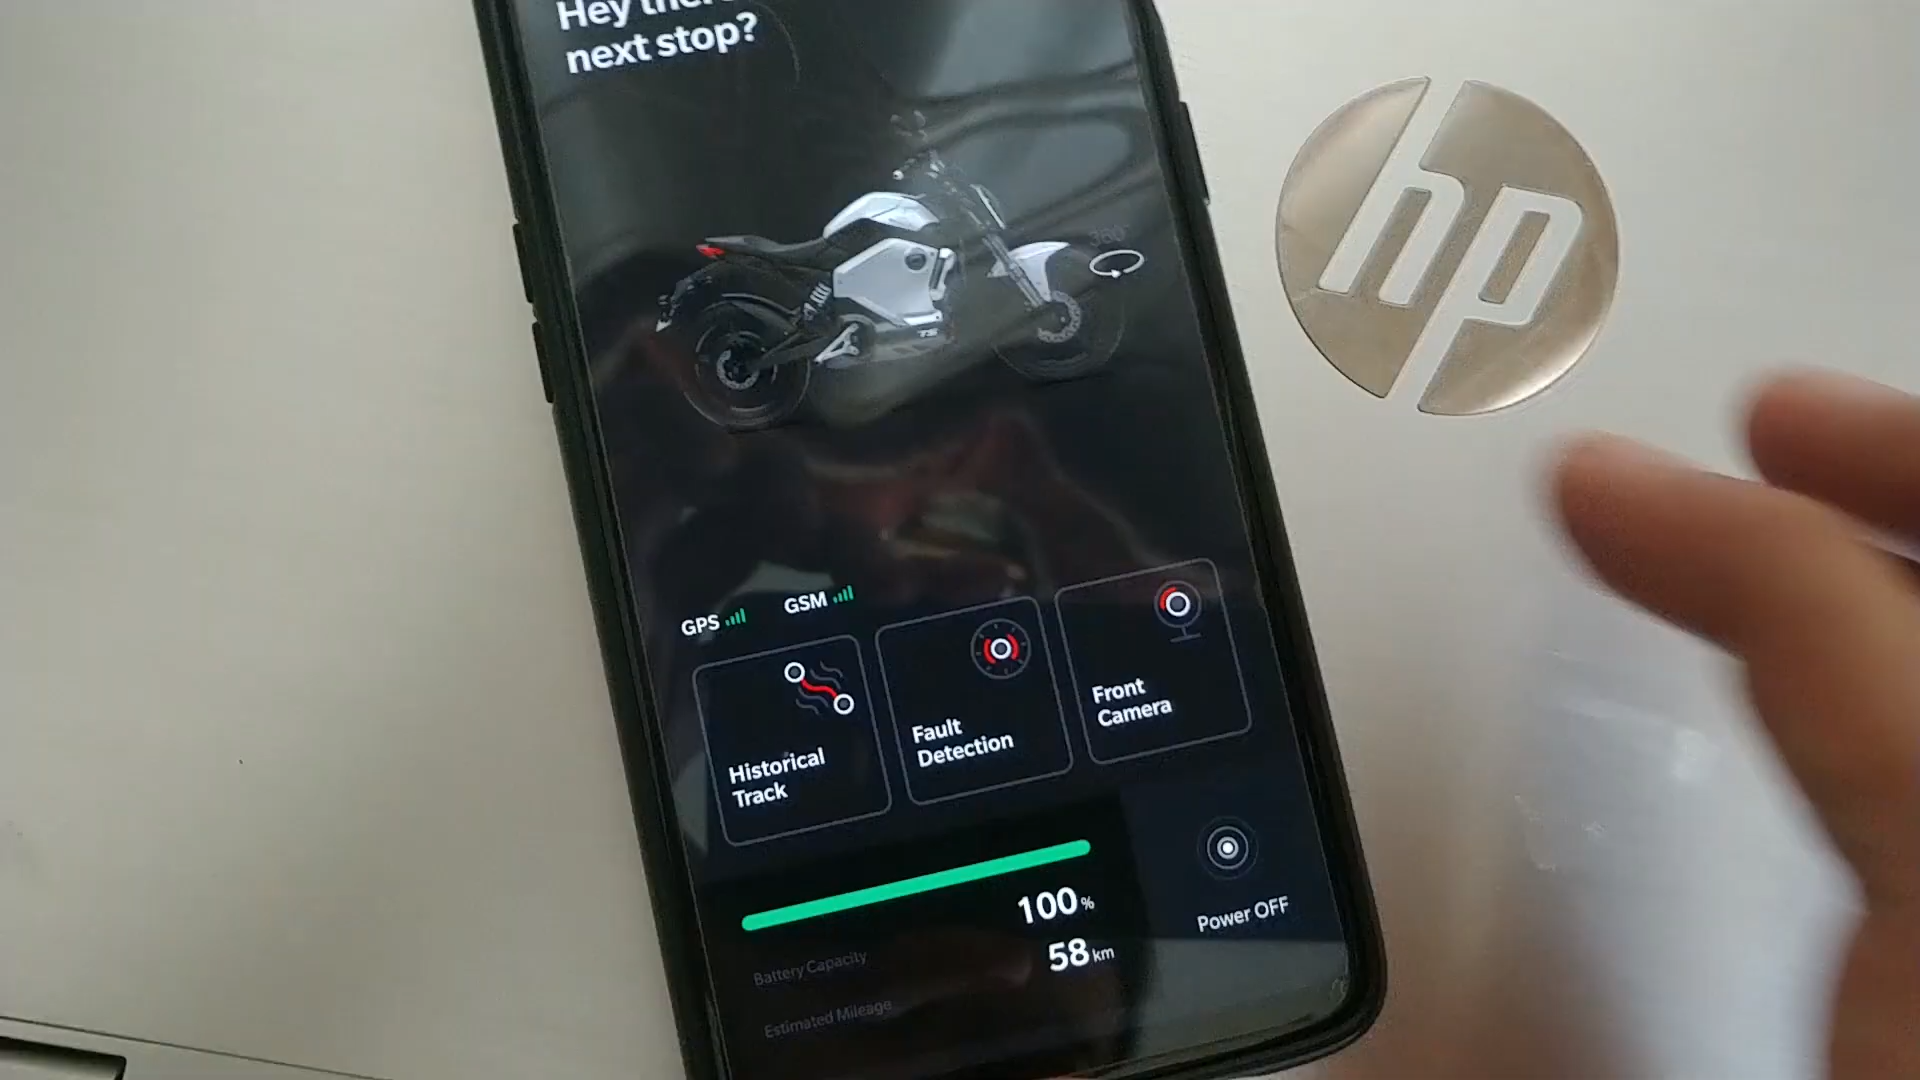 Hey there
next stop?
hp
GPS
GSM
Historical
Track
Fault
Detection
Front
Camera
100 %
Battery Capacity
58 km
Estimated Mileage
Power OFF